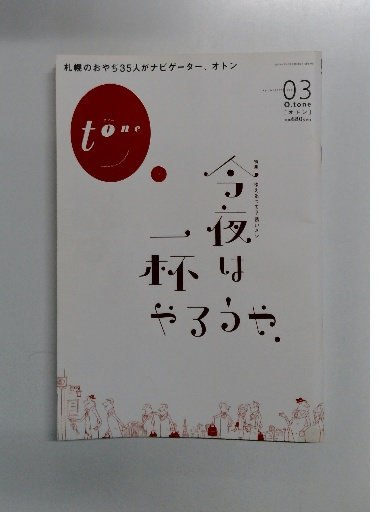 札幌のおやぢ35人がナビゲーター、オトン
03
O.tone
[オトン]
680
tone
今夜は
一杯
やろうや.